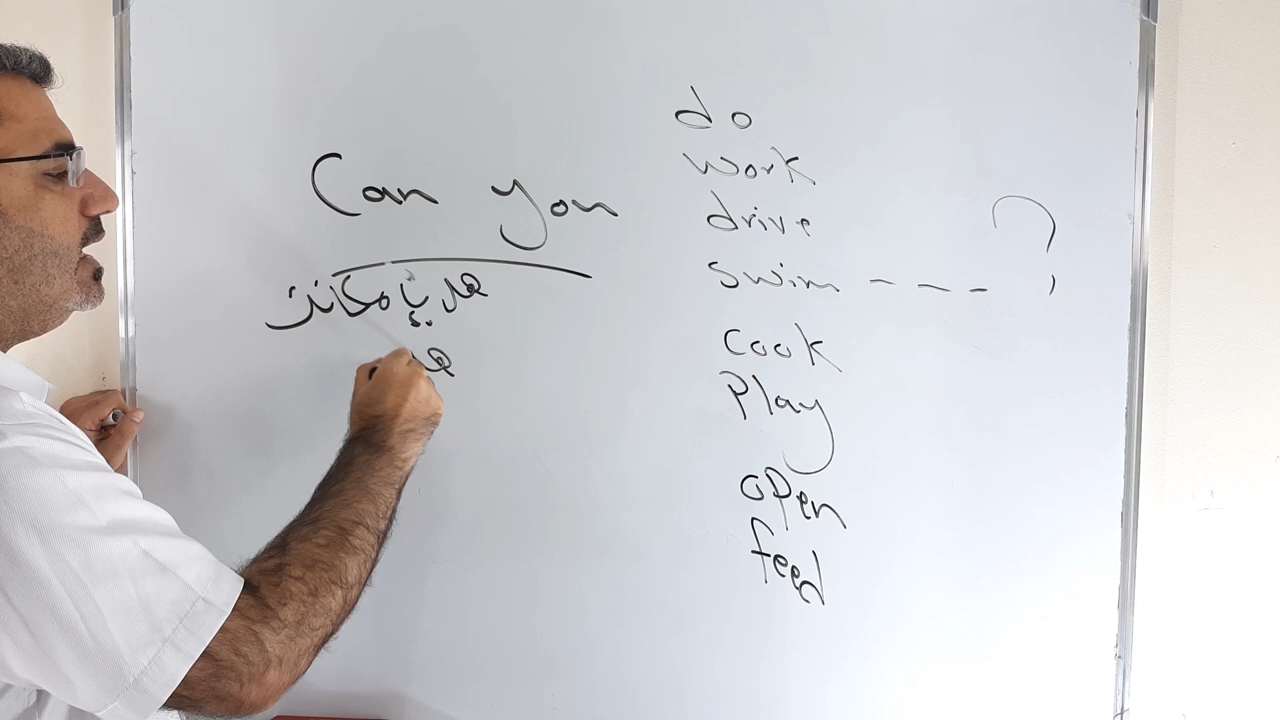 Can you
هل بإمكانك
do
work
drive
swim - - - ?
cook
Play
open
feed